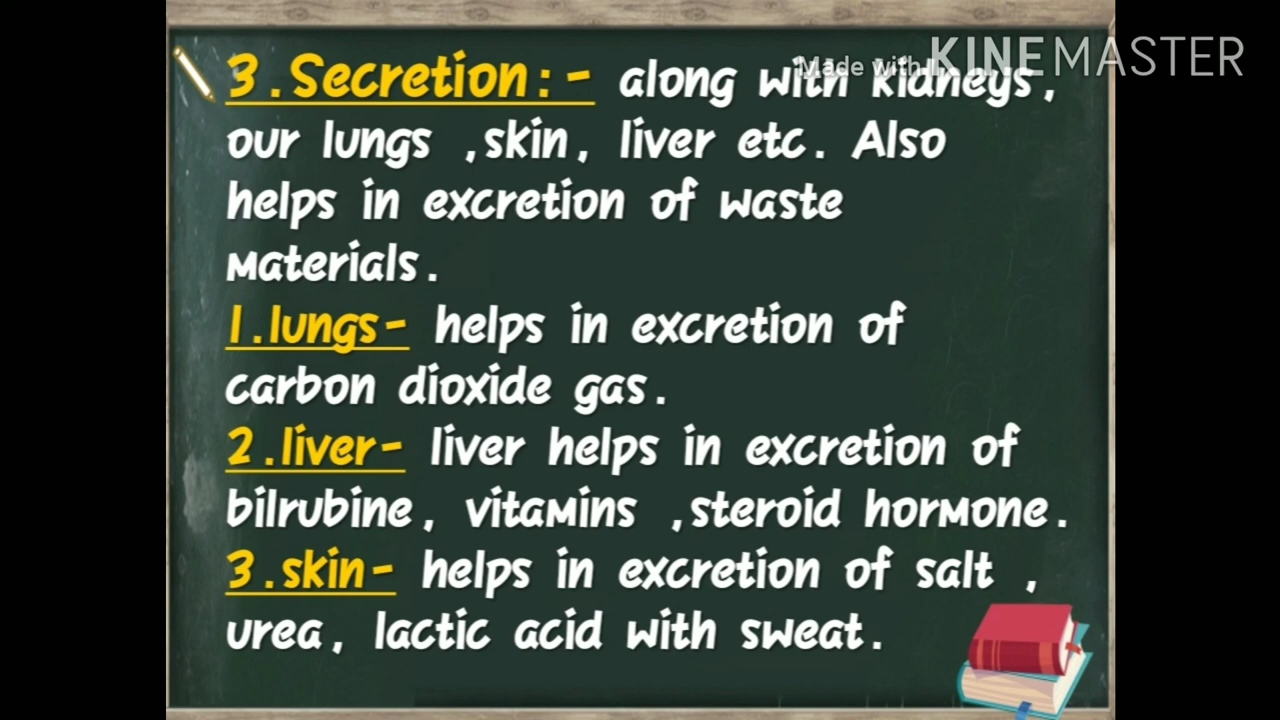 Made with KINEMASTER
3.Secretion:- along with kidneys,
our lungs ,skin, liver etc. Also
helps in excretion of waste
materials.
1.lungs- helps in excretion of
carbon dioxide gas.
2.liver- liver helps in excretion of
bilrubine, vitamins ,steroid hormone.
3.skin- helps in excretion of salt ,
urea, lactic acid with sweat.